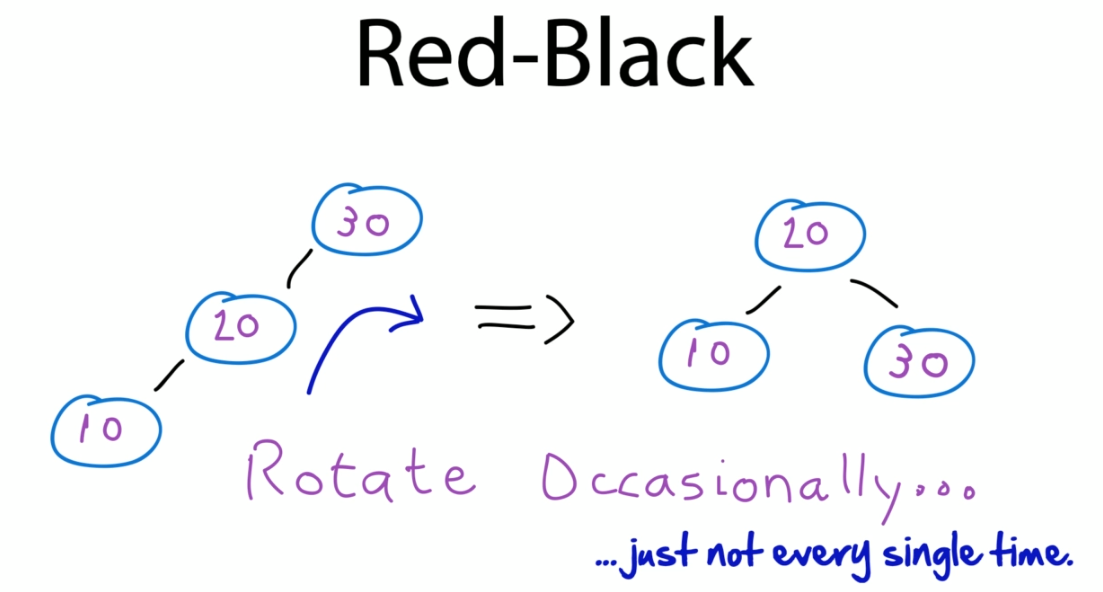 Red-Black
30
20
10
=>
20
10
30
Rotate Occasionally...
...just not every single time.